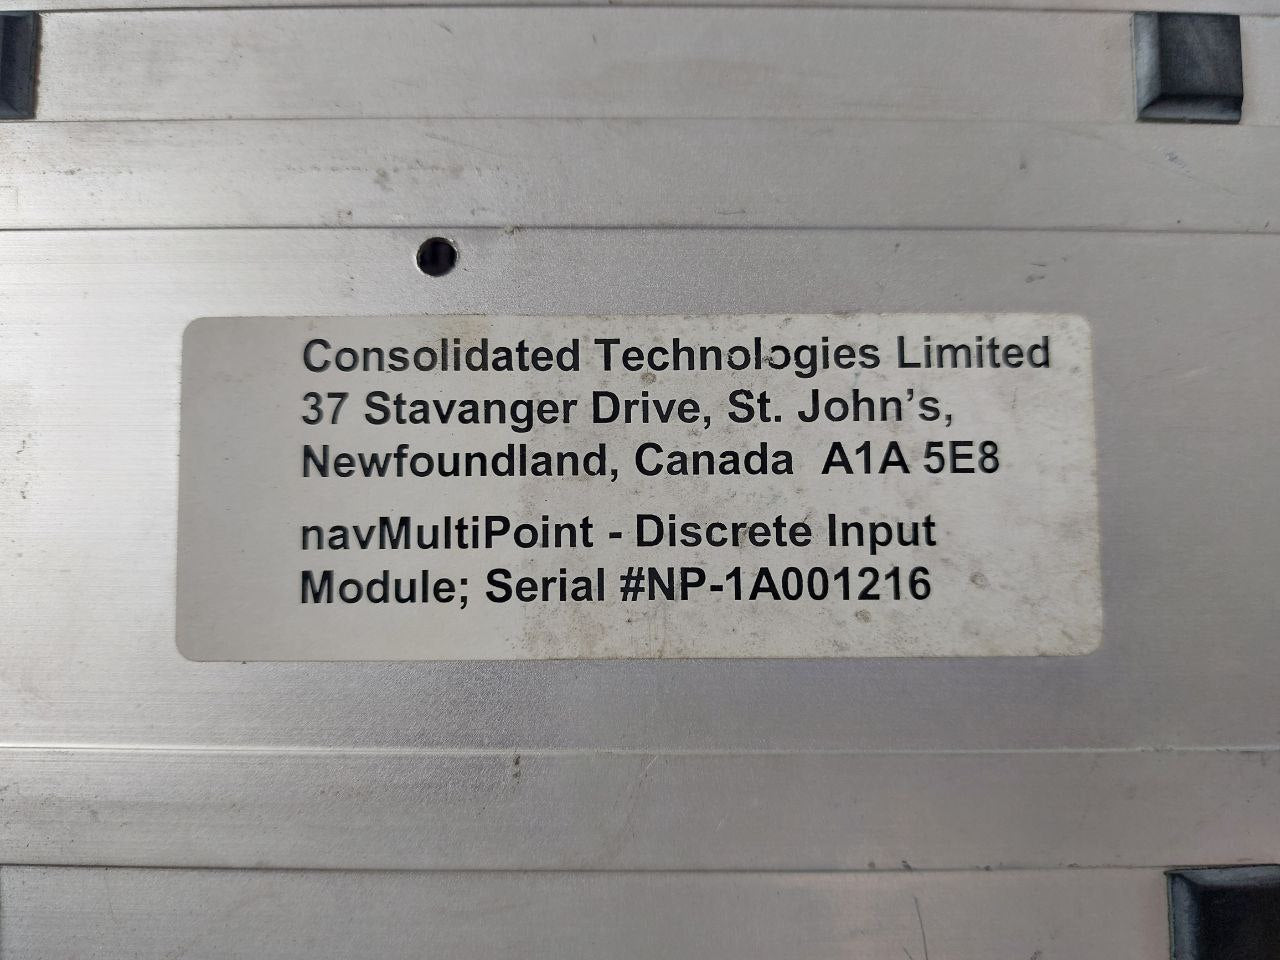 Consolidated Technologies Limited
37 Stavanger Drive, St. John's,
Newfoundland, Canada A1A 5E8
navMultiPoint - Discrete Input
Module; Serial #NP-1A001216